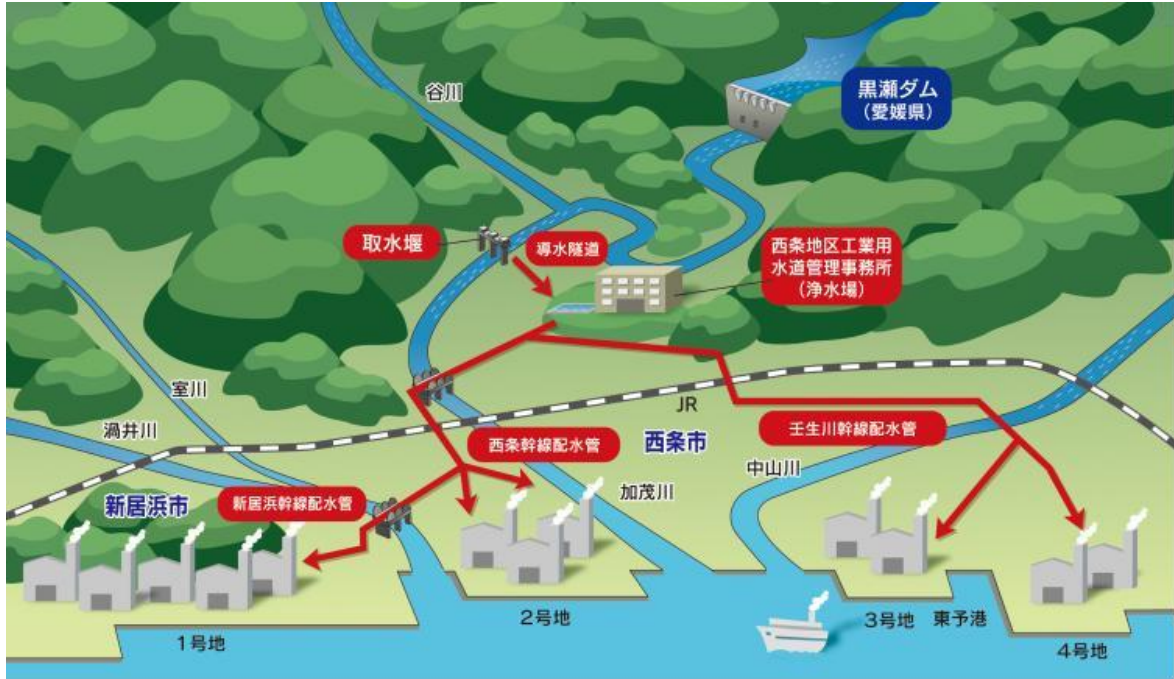 谷川
黒瀬ダム
（愛媛県）
取水堰
導水隧道
西条地区工業用
水道管理事務所
（浄水場）
室川
JR
渦井川
西条幹線配水管
西条市
壬生川幹線配水管
中山川
新居浜市
新居浜幹線配水管
加茂川
1号地
2号地
3号地
東予港
4号地